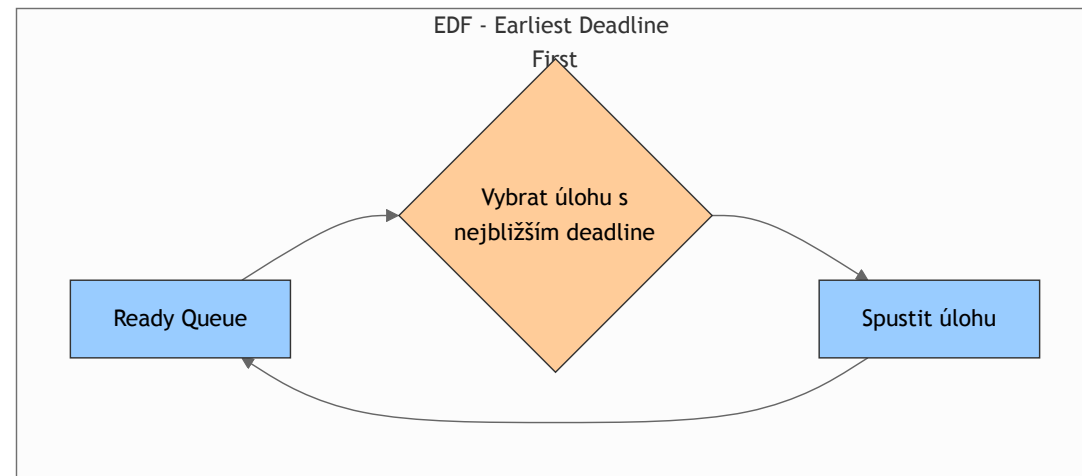 EDF - Earliest Deadline
First
Vybrat úlohu s
nejbližším deadline
Ready Queue
Spustit úlohu